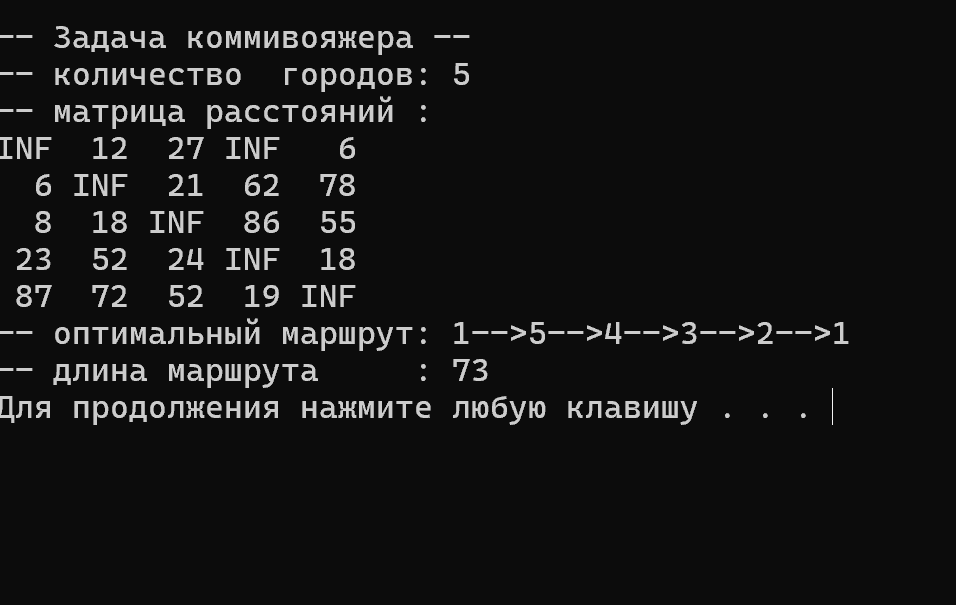 -- Задача коммивояжера --
-- количество  городов: 5
-- матрица расстояний :
INF  12  27 INF   6
  6 INF  21  62  78
  8  18 INF  86  55
 23  52  24 INF  18
 87  72  52  19 INF
-- оптимальный маршрут: 1-->5-->4-->3-->2-->1
-- длина маршрута     : 73
Для продолжения нажмите любую клавишу . . .